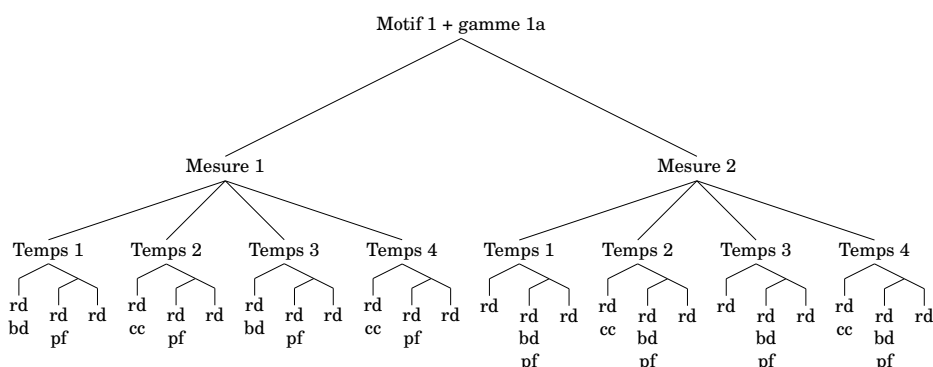 Motif 1 + gamme 1a
Mesure 1 Mesure 2
Temps 1 Temps 2 Temps 3 Temps 4 Temps 1 Temps 2 Temps 3 Temps 4
rd rd rd rd rd rd rd rd rd rd rd rd rd rd rd rd rd rd rd rd rd rd rd rd
bd pf cc pf bd pf cc pf bd cc bd bd cc bd
pf pf pf pf